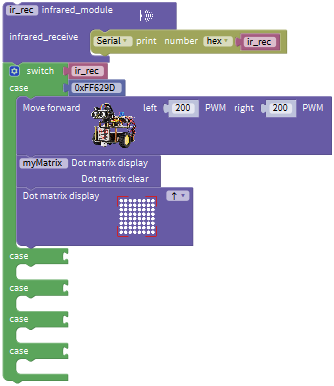 ir_rec infrared_module
infrared_receive Serial print number hex ir_rec
switch ir_rec
case 0xFF629D
Move forward left 200 PWM right 200 PWM
myMatrix Dot matrix display
Dot matrix clear
Dot matrix display ↑
case
case
case
case